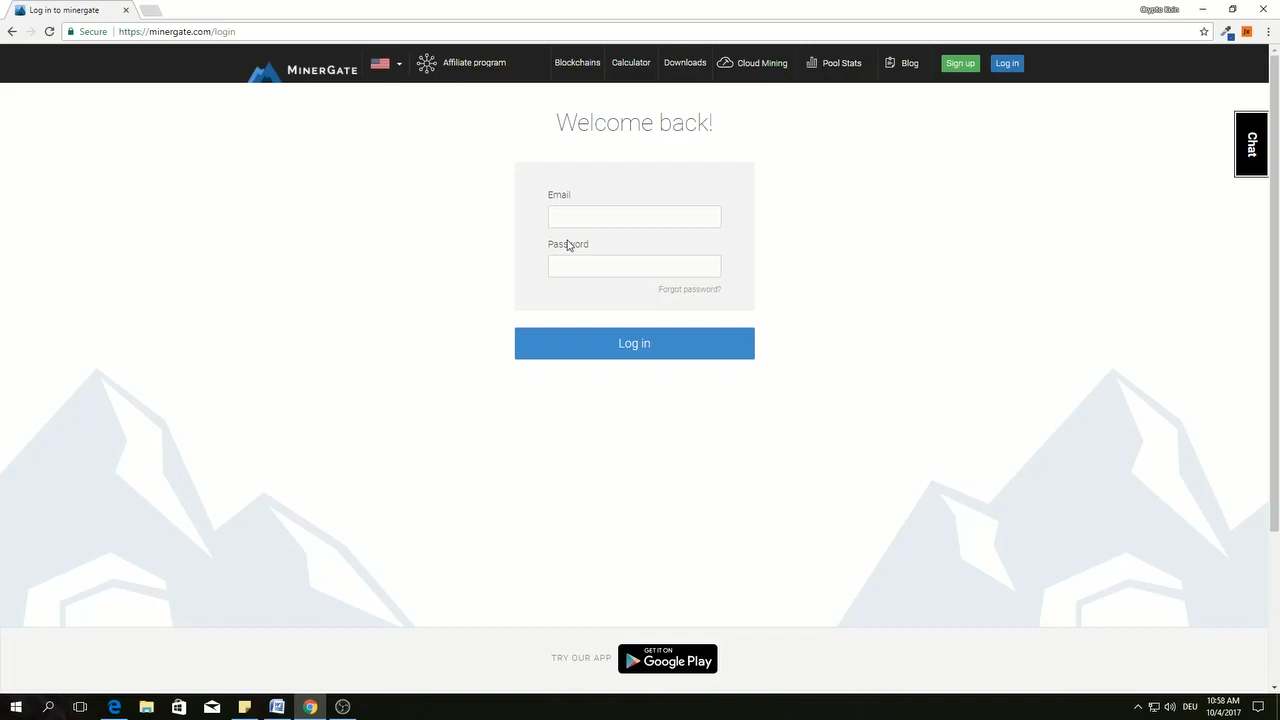 Log in to minergate
Crypto Koin
Secure https://minergate.com/login
MINERGATE
Affiliate program
Blockchains Calculator Downloads Cloud Mining Pool Stats Blog Sign up Log in
Welcome back!
Chat
Email
Password
Forgot password?
Log in
TRY OUR APP
GET IT ON
Google Play
DEU
10:58 AM
10/4/2017